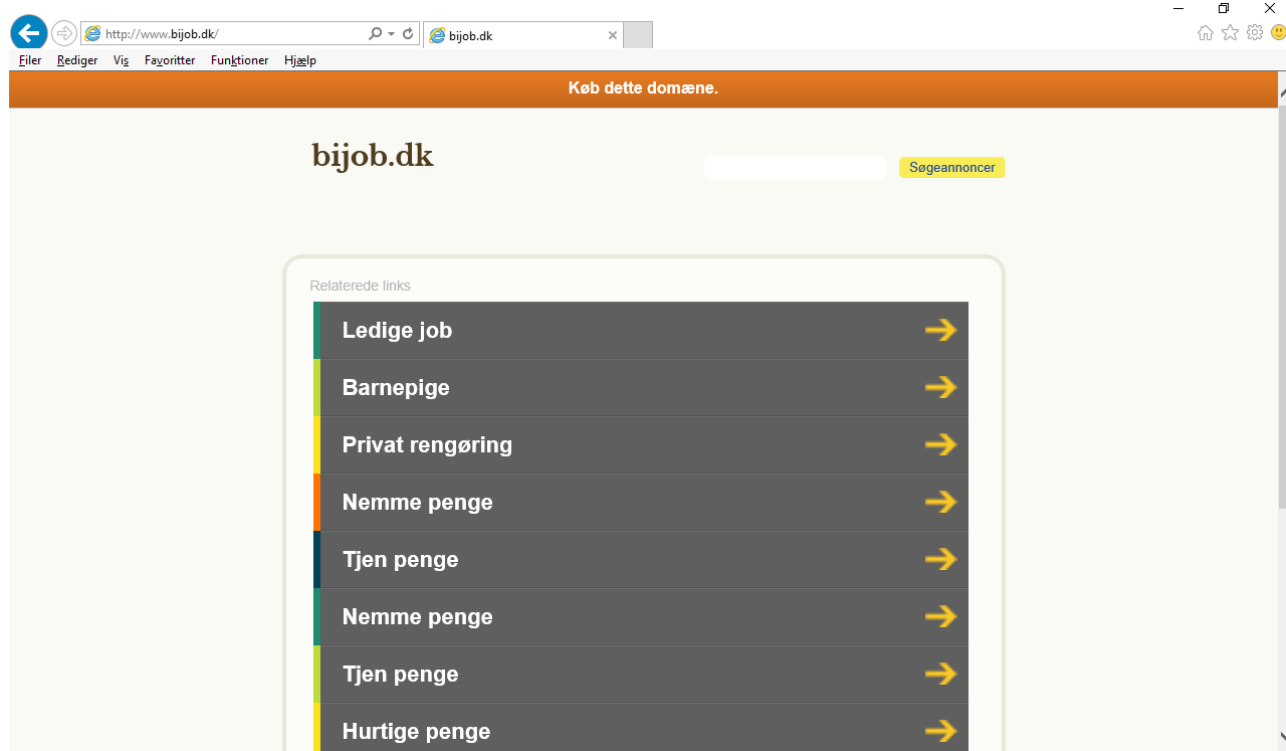 http://www.bijob.dk/
bijob.dk
Filer Rediger Vis Favoritter Funktioner Hjælp
Køb dette domæne.
bijob.dk
Søgeannoncer
Relaterede links
Ledige job
Barnepige
Privat rengøring
Nemme penge
Tjen penge
Nemme penge
Tjen penge
Hurtige penge